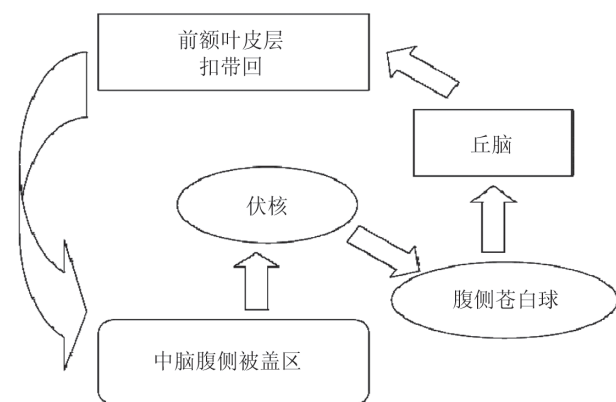 前额叶皮层
扣带回
丘脑
伏核
腹侧苍白球
中脑腹侧被盖区